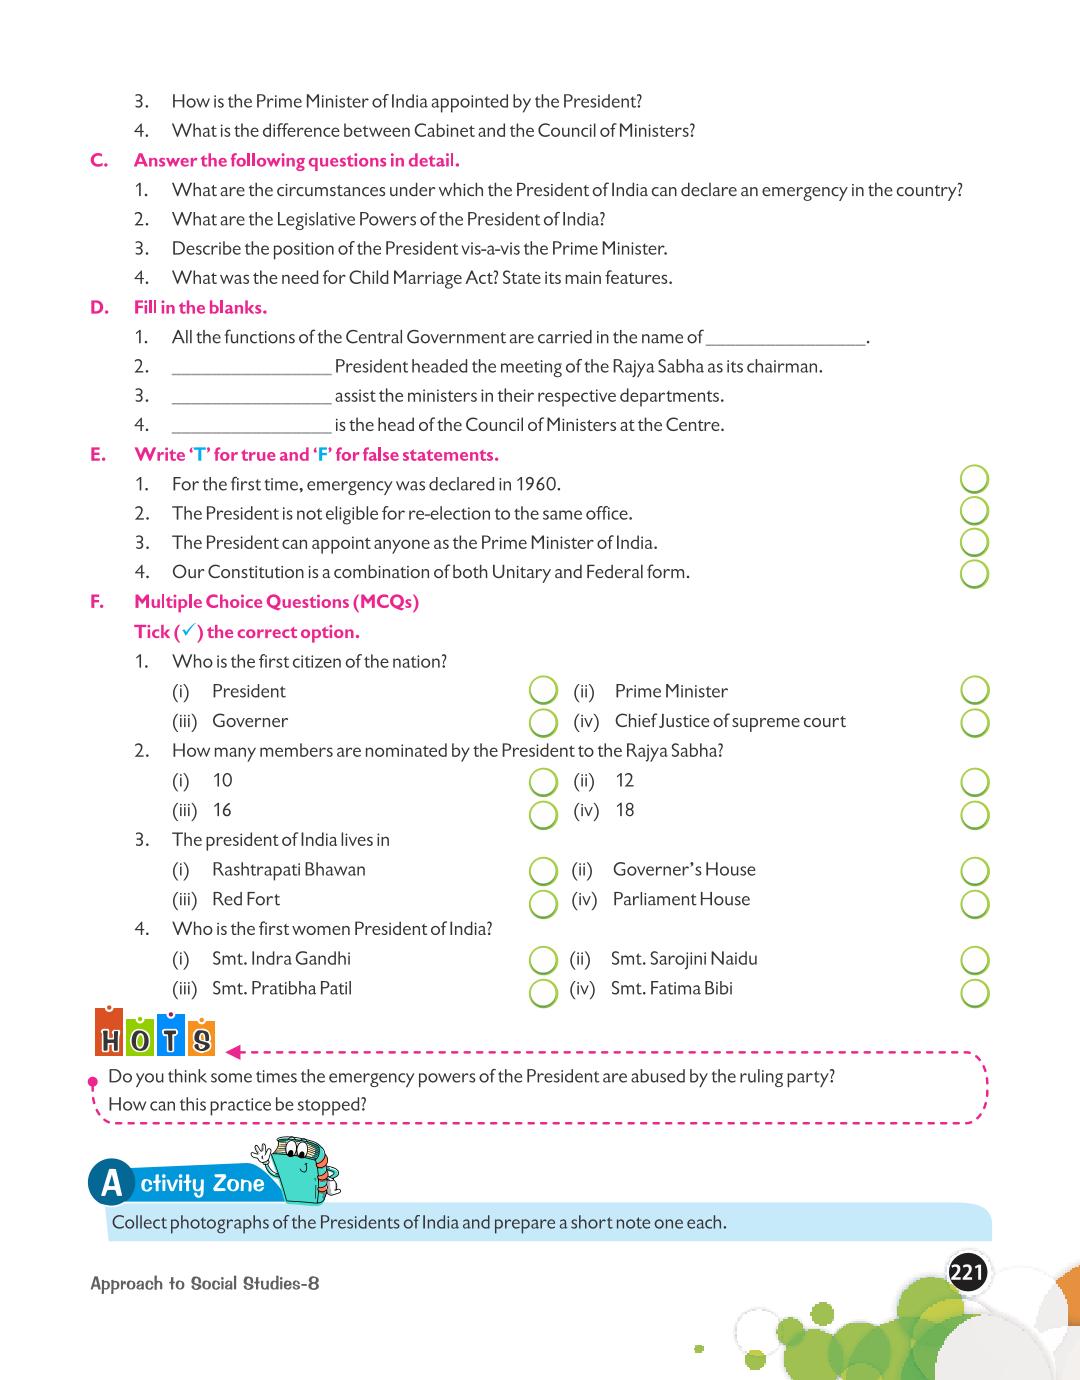 3. How is the Prime Minister of India appointed by the President?
4. What is the difference between Cabinet and the Council of Ministers?
C. Answer the following questions in detail.
1. What are the circumstances under which the President of India can declare an emergency in the country?
2. What are the Legislative Powers of the President of India?
3. Describe the position of the President vis-a-vis the Prime Minister.
4. What was the need for Child Marriage Act? State its main features.
D. Fill in the blanks.
1. All the functions of the Central Government are carried in the name of ________________.
2. ________________ President headed the meeting of the Rajya Sabha as its chairman.
3. ________________ assist the ministers in their respective departments.
4. ________________ is the head of the Council of Ministers at the Centre.
E. Write ‘T’ for true and ‘F’ for false statements.
1. For the first time, emergency was declared in 1960.
2. The President is not eligible for re-election to the same office.
3. The President can appoint anyone as the Prime Minister of India.
4. Our Constitution is a combination of both Unitary and Federal form.
F. Multiple Choice Questions (MCQs)
Tick (✓) the correct option.
1. Who is the first citizen of the nation?
(i) President (ii) Prime Minister
(iii) Governer (iv) Chief Justice of supreme court
2. How many members are nominated by the President to the Rajya Sabha?
(i) 10 (ii) 12
(iii) 16 (iv) 18
3. The president of India lives in
(i) Rashtrapati Bhawan (ii) Governer’s House
(iii) Red Fort (iv) Parliament House
4. Who is the first women President of India?
(i) Smt. Indra Gandhi (ii) Smt. Sarojini Naidu
(iii) Smt. Pratibha Patil (iv) Smt. Fatima Bibi
HOTS
Do you think some times the emergency powers of the President are abused by the ruling party?
How can this practice be stopped?
Activity Zone
Collect photographs of the Presidents of India and prepare a short note one each.
Approach to Social Studies-8
221